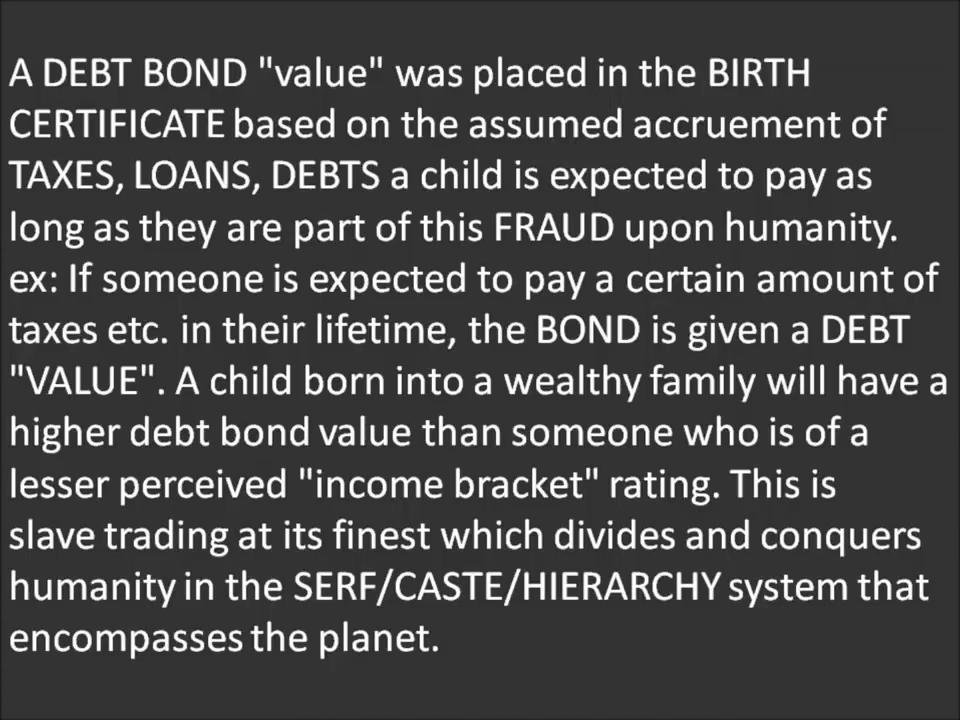 A DEBT BOND "value" was placed in the BIRTH
CERTIFICATE based on the assumed accruement of
TAXES, LOANS, DEBTS a child is expected to pay as
long as they are part of this FRAUD upon humanity.
ex: If someone is expected to pay a certain amount of
taxes etc. in their lifetime, the BOND is given a DEBT
"VALUE". A child born into a wealthy family will have a
higher debt bond value than someone who is of a
lesser perceived "income bracket" rating. This is
slave trading at its finest which divides and conquers
humanity in the SERF/CASTE/HIERARCHY system that
encompasses the planet.